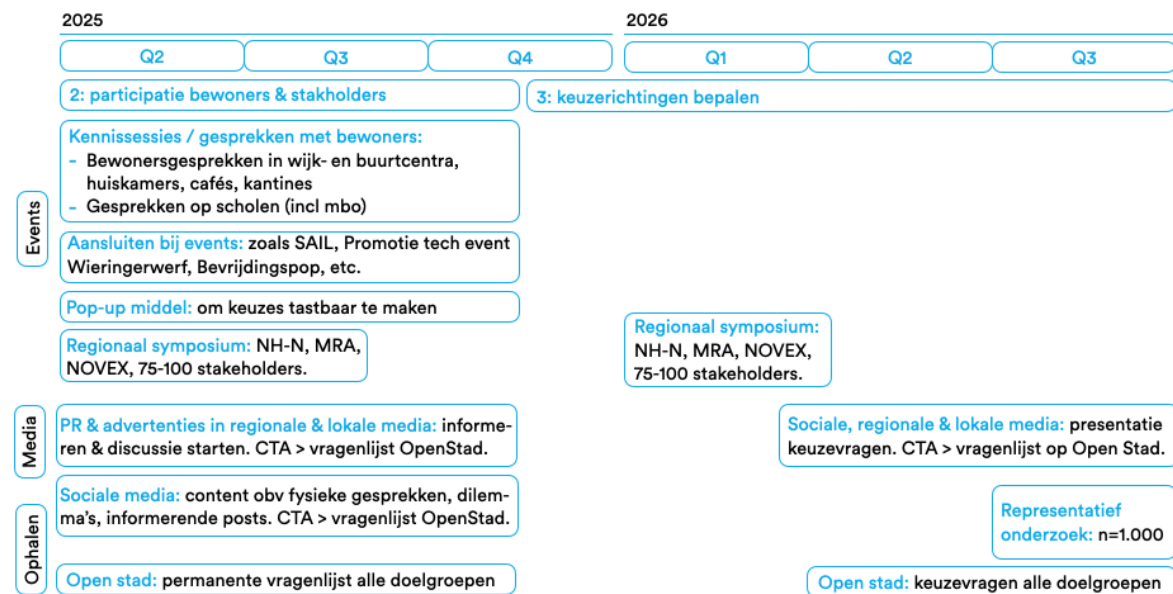 2025
2026
Q2
Q3
Q4
Q1
Q2
Q3
2: participatie bewoners & stakholders
3: keuzerichtingen bepalen
Events
Kennissessies / gesprekken met bewoners:
- Bewonersgesprekken in wijk- en buurtcentra,
huiskamers, cafés, kantines
- Gesprekken op scholen (incl mbo)
Aansluiten bij events: zoals SAIL, Promotie tech event
Wieringerwerf, Bevrijdingspop, etc.
Pop-up middel: om keuzes tastbaar te maken
Regionaal symposium: NH-N, MRA,
NOVEX, 75-100 stakeholders.
Regionaal symposium:
NH-N, MRA, NOVEX,
75-100 stakeholders.
Media
PR & advertenties in regionale & lokale media: informe-
ren & discussie starten. CTA > vragenlijst OpenStad.
Sociale, regionale & lokale media: presentatie
keuzevragen. CTA > vragenlijst op Open Stad.
Sociale media: content obv fysieke gesprekken, dilem-
ma's, informerende posts. CTA > vragenlijst OpenStad.
Ophalen
Representatief
onderzoek: n=1.000
Open stad: permanente vragenlijst alle doelgroepen
Open stad: keuzevragen alle doelgroepen